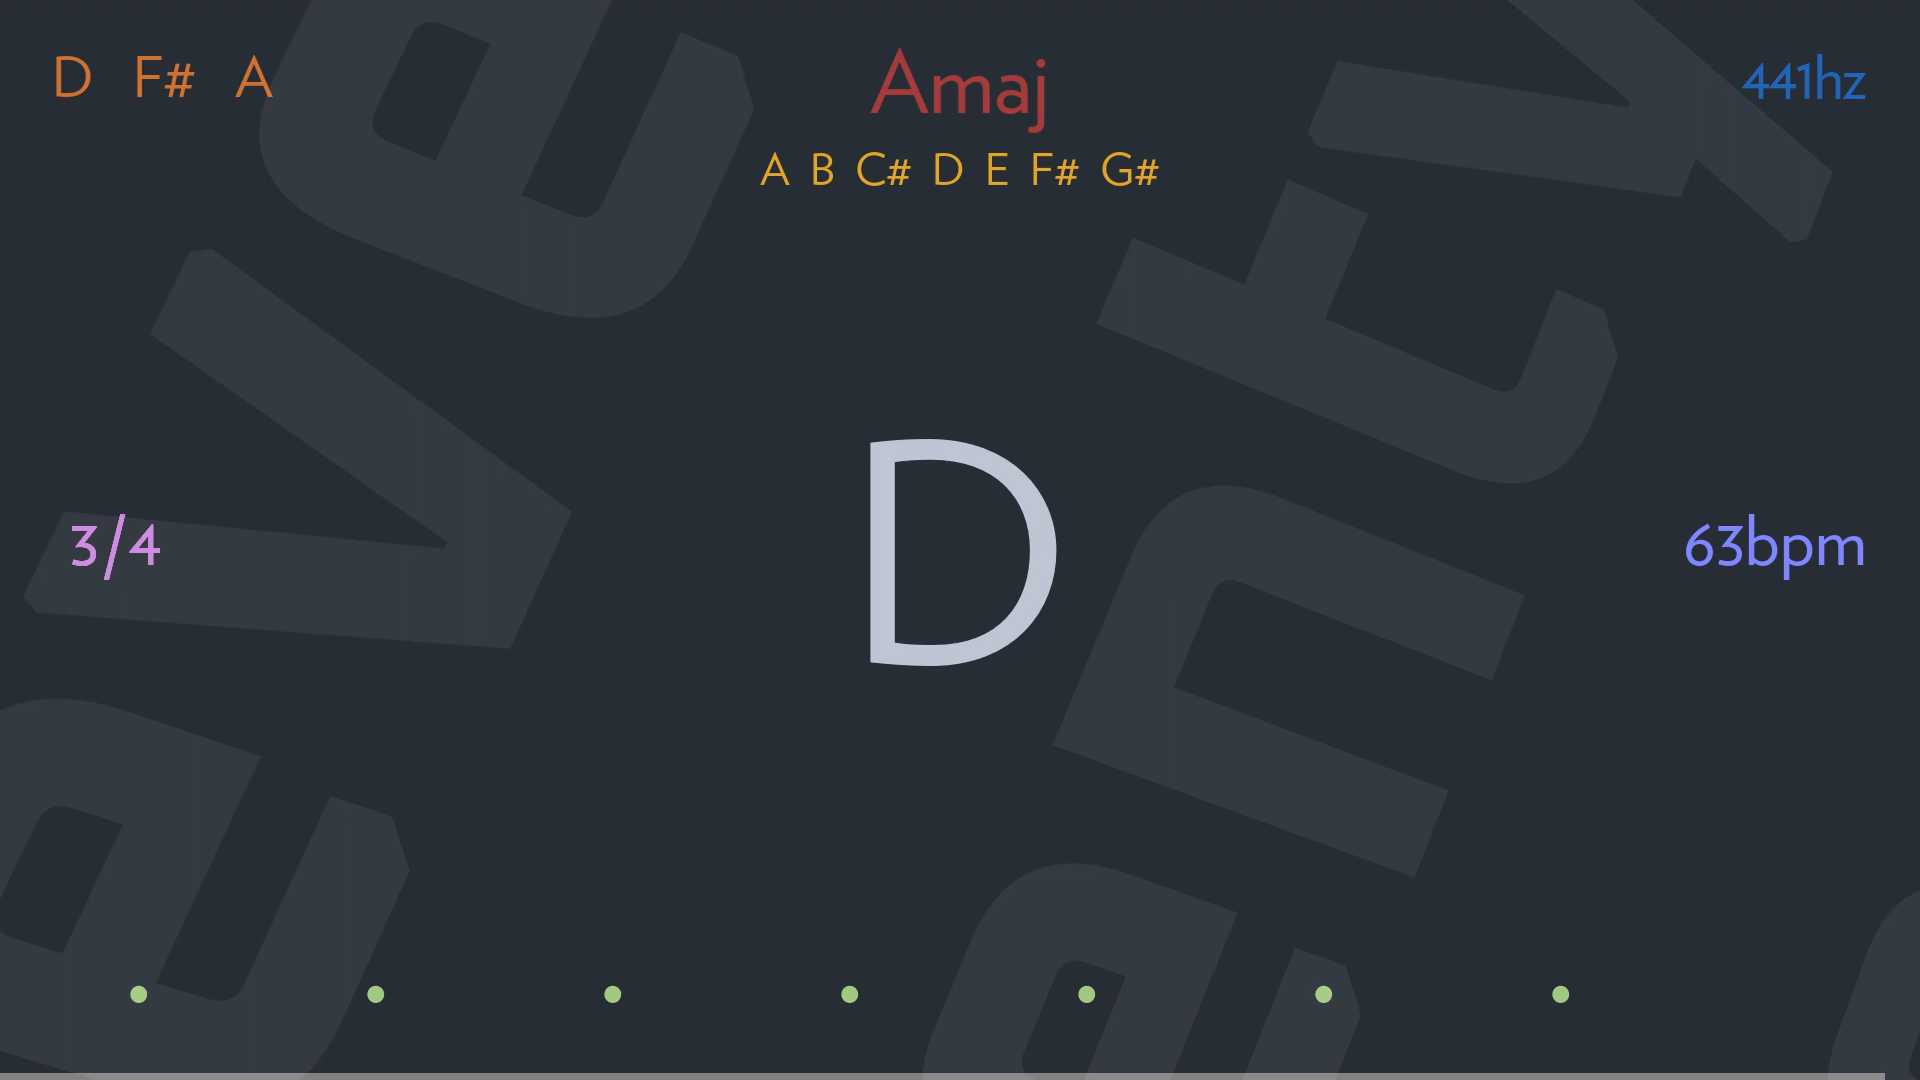 D F# A
Amaj
441hz
A B C# D E F# G#
3/4
D
63bpm